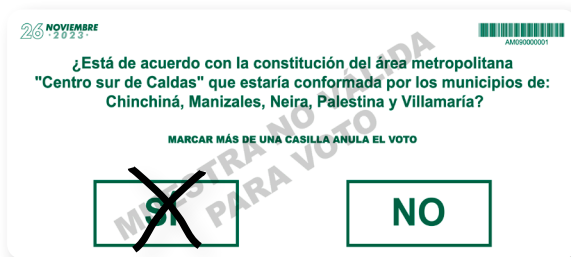 26 NOVIEMBRE
·2023·
AM090000001
¿Está de acuerdo con la constitución del área metropolitana
"Centro sur de Caldas" que estaría conformada por los municipios de:
Chinchiná, Manizales, Neira, Palestina y Villamaría?
MARCAR MÁS DE UNA CASILLA ANULA EL VOTO
MUESTRA NO VÁLIDA
PARA VOTO
SÍ
NO